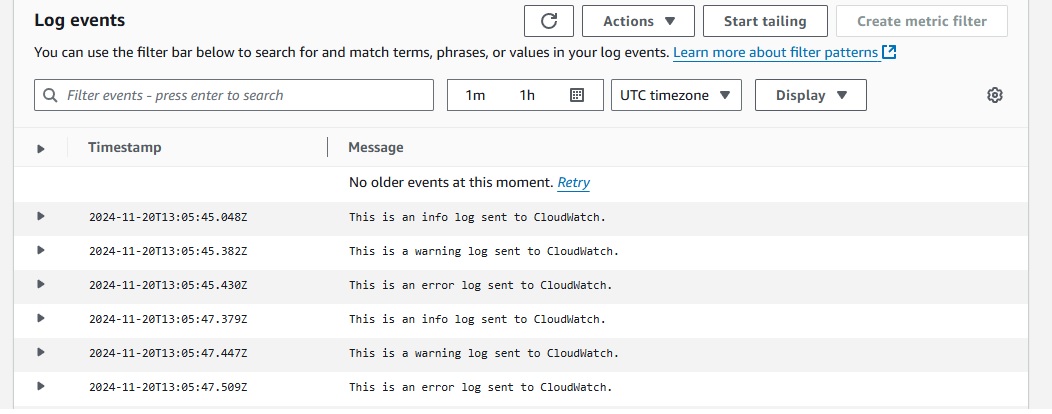 Log events
Actions
Start tailing
Create metric filter
You can use the filter bar below to search for and match terms, phrases, or values in your log events. Learn more about filter patterns
Filter events - press enter to search
1m 1h
UTC timezone
Display
Timestamp Message
No older events at this moment. Retry
2024-11-20T13:05:45.048Z This is an info log sent to CloudWatch.
2024-11-20T13:05:45.382Z This is a warning log sent to CloudWatch.
2024-11-20T13:05:45.430Z This is an error log sent to CloudWatch.
2024-11-20T13:05:47.379Z This is an info log sent to CloudWatch.
2024-11-20T13:05:47.447Z This is a warning log sent to CloudWatch.
2024-11-20T13:05:47.509Z This is an error log sent to CloudWatch.